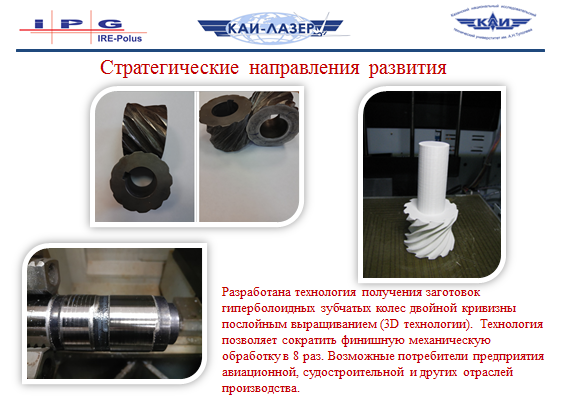 IPG
IRE-Polus
КАИ-ЛАЗЕР
КАИ
Стратегические направления развития
Разработана технология получения заготовок
гиперболоидных зубчатых колес двойной кривизны
послойным выращиванием (3D технологии). Технология
позволяет сократить финишную механическую
обработку в 8 раз. Возможные потребители предприятия
авиационной, судостроительной и других отраслей
производства.